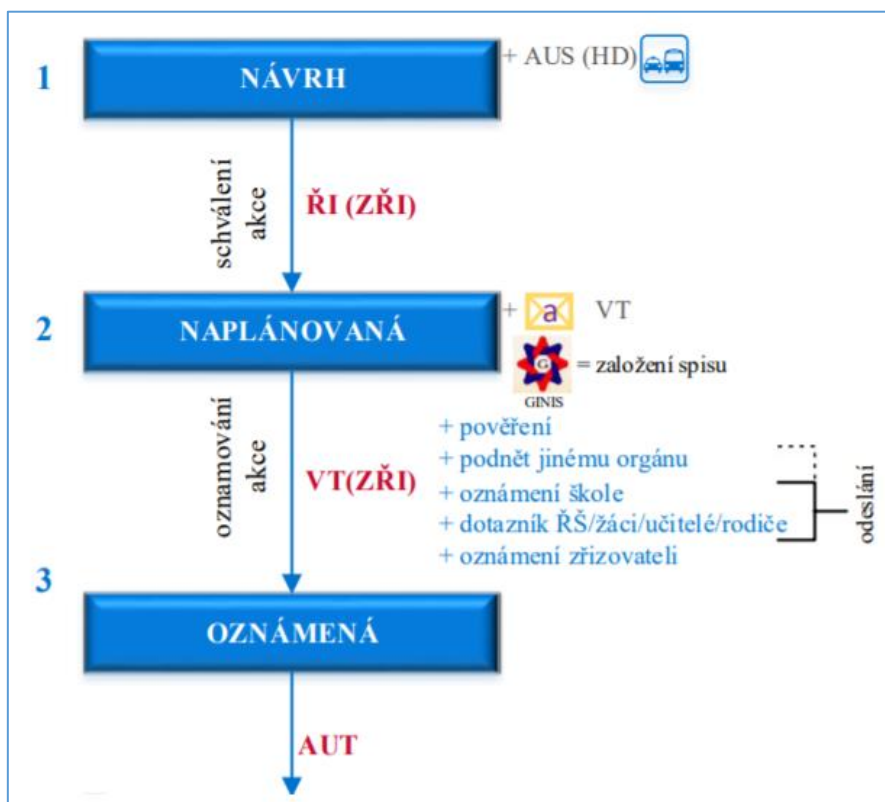 1
NÁVRH
+ AUS (HD)
schválení
akce
ŘI (ZŘI)
2
NAPLÁNOVANÁ
+ a VT
G
= založení spisu
GINIS
oznamování
akce
VT(ZŘI)
+ pověření
+ podnět jinému orgánu
+ oznámení škole
+ dotazník ŘŠ/žáci/učitelé/rodiče
+ oznámení zřizovateli
odeslání
3
OZNÁMENÁ
AUT